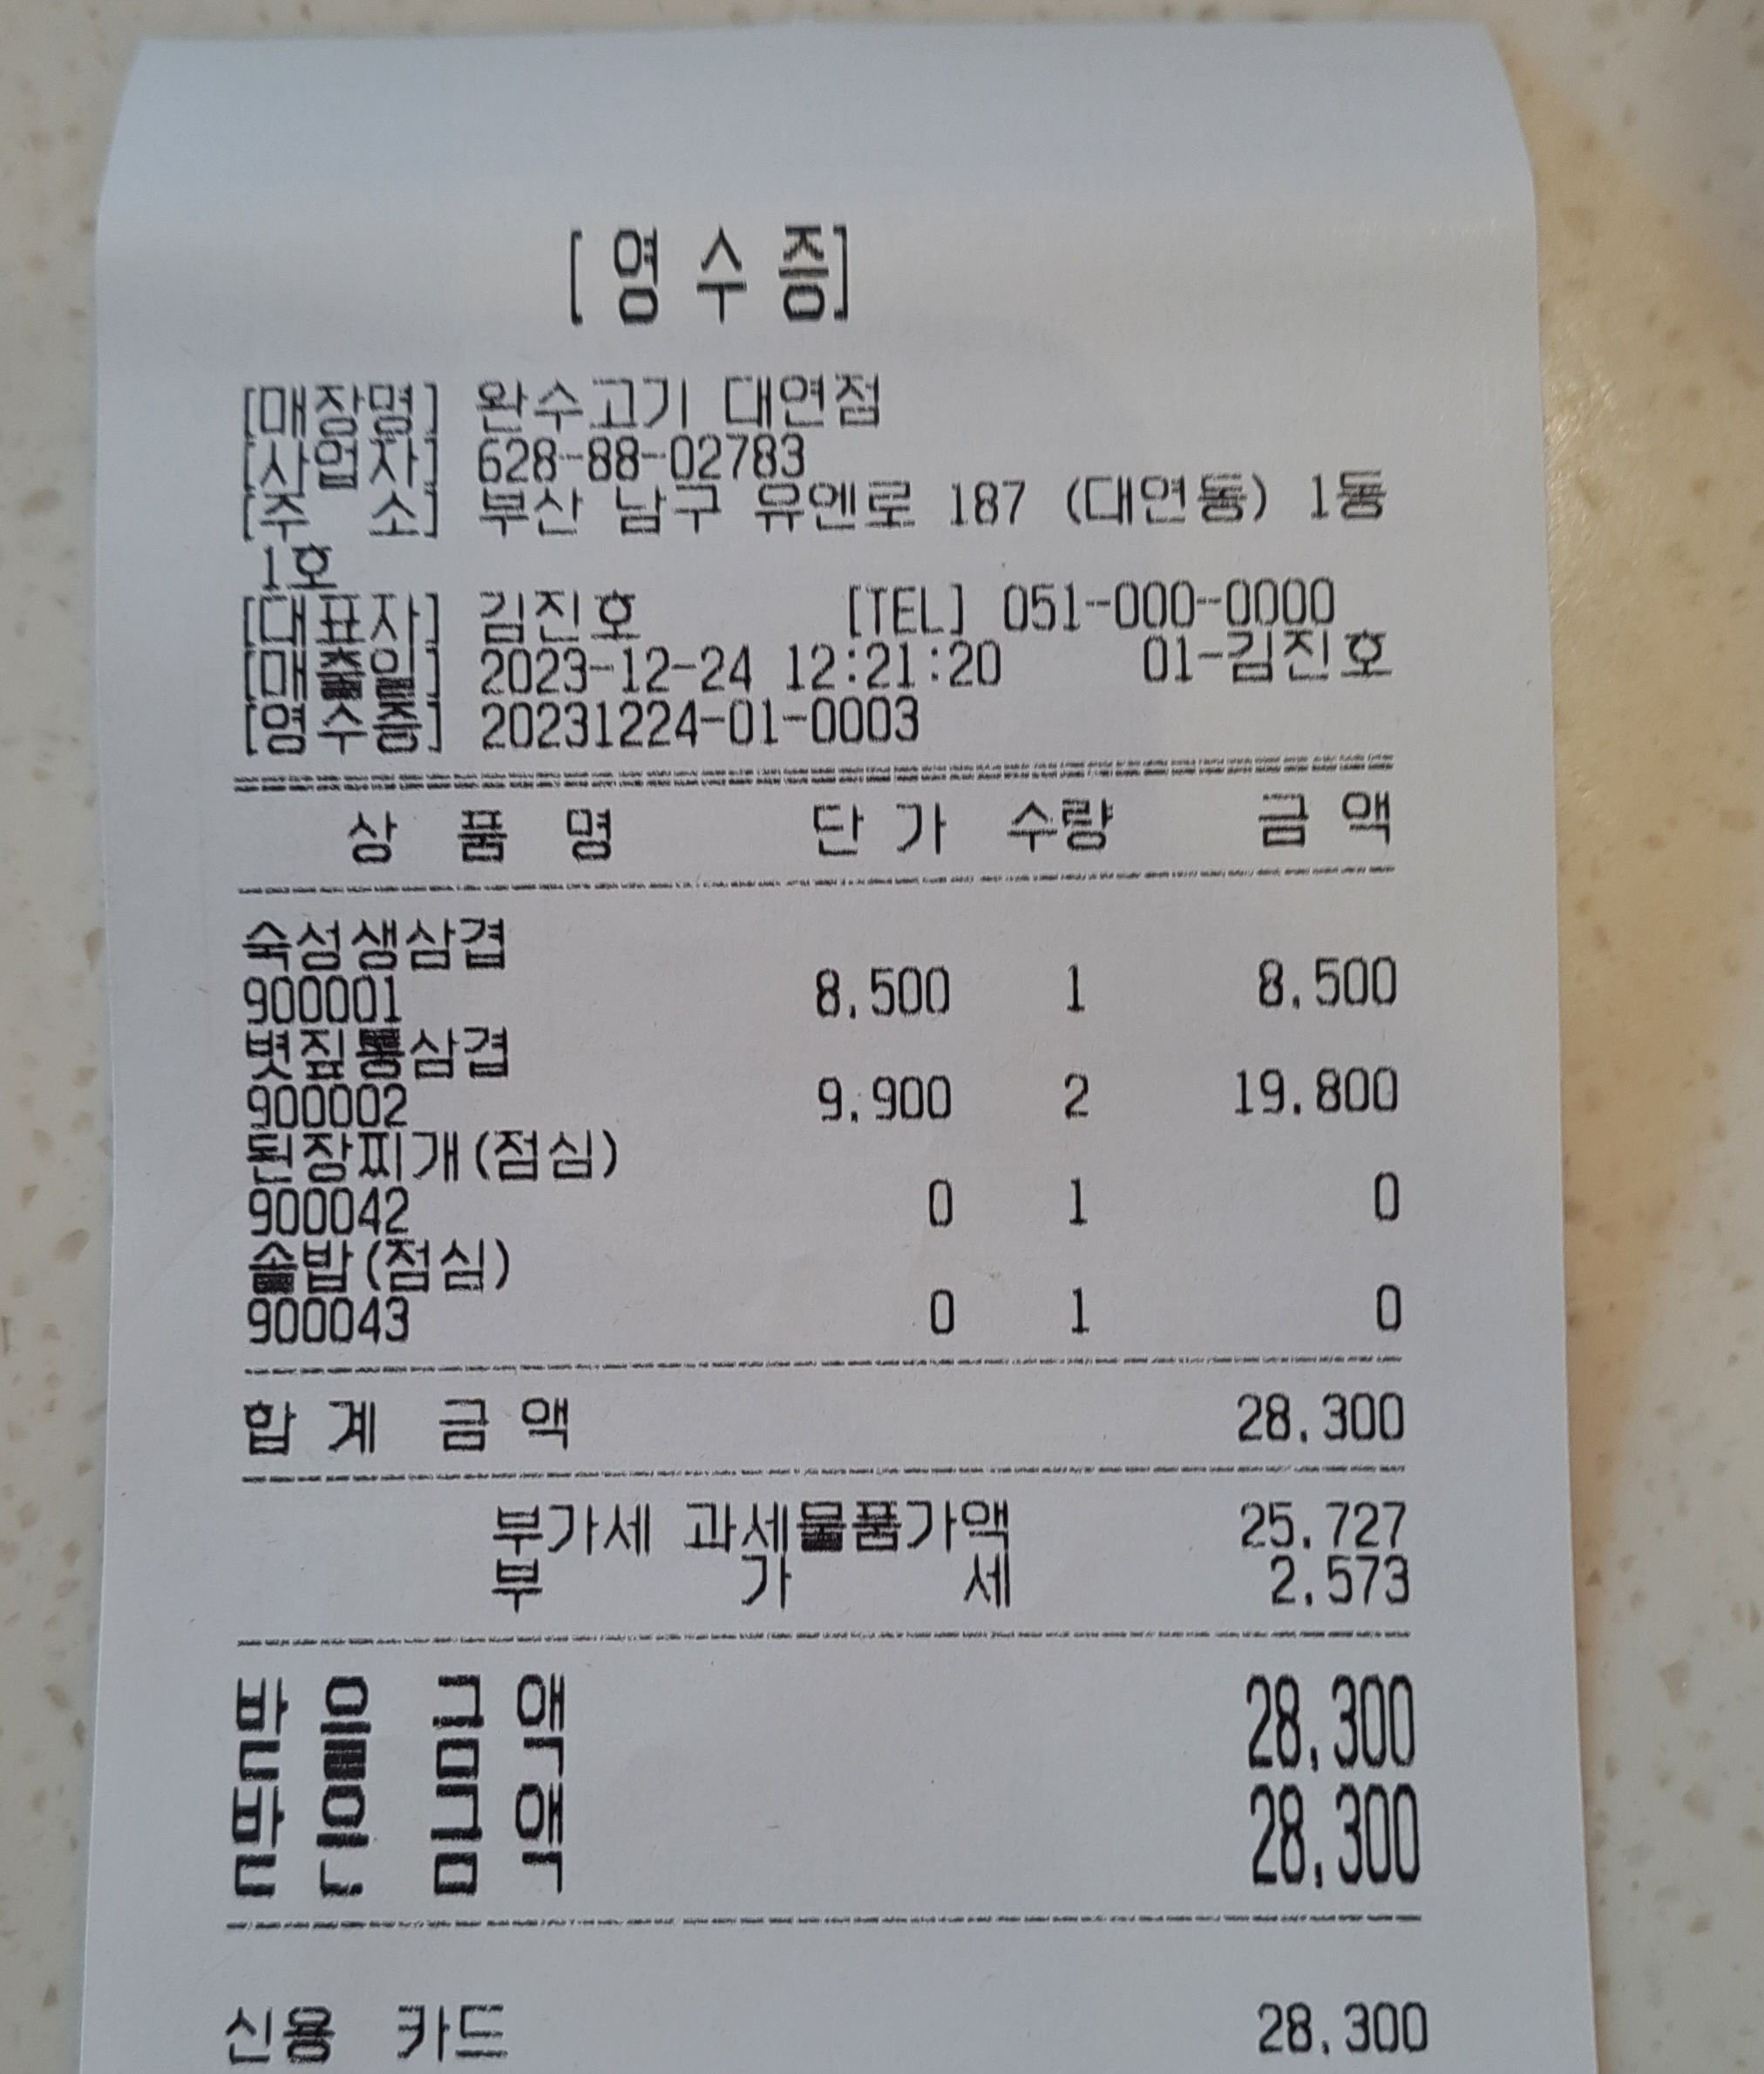 [영수증]
[매장명] 완수고기 대연점
[사업자] 628-88-02783
[주 소] 부산 남구 유엔로 187 (대연동) 1동
1호
[대표자] 김진호 [TEL] 051-000-0000
[매출일] 2023-12-24 12:21:20 01-김진호
[영수증] 20231224-01-0003
상 품 명 단 가 수량 금 액
숙성생삼겹
900001 8,500 1 8,500
볏짚통삼겹
900002 9,900 2 19,800
된장찌개(점심)
900042 0 1 0
솥밥(점심)
900043 0 1 0
합 계 금 액 28,300
부가세 과세물품가액 25,727
부 가 세 2,573
받 을 금 액 28,300
받 은 금 액 28,300
신용 카드 28,300